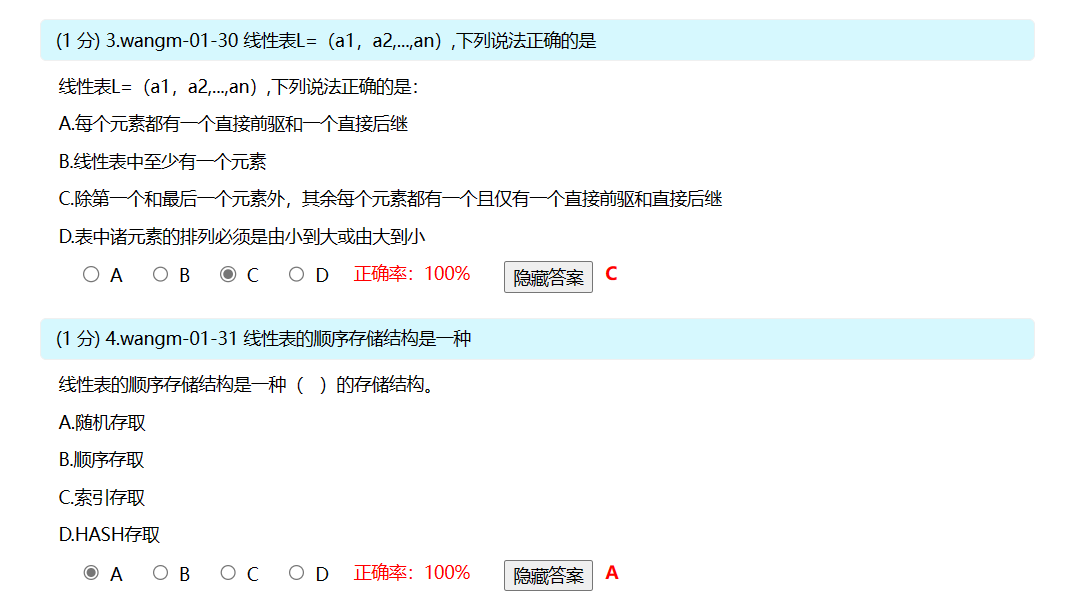 (1 分) 3.wangm-01-30 线性表L=（a1，a2,...,an）,下列说法正确的是
线性表L=（a1，a2,...,an）,下列说法正确的是：
A.每个元素都有一个直接前驱和一个直接后继
B.线性表中至少有一个元素
C.除第一个和最后一个元素外，其余每个元素都有一个且仅有一个直接前驱和直接后继
D.表中诸元素的排列必须是由小到大或由大到小
A B C D 正确率：100% 隐藏答案 C
(1 分) 4.wangm-01-31 线性表的顺序存储结构是一种
线性表的顺序存储结构是一种（ ）的存储结构。
A.随机存取
B.顺序存取
C.索引存取
D.HASH存取
A B C D 正确率：100% 隐藏答案 A